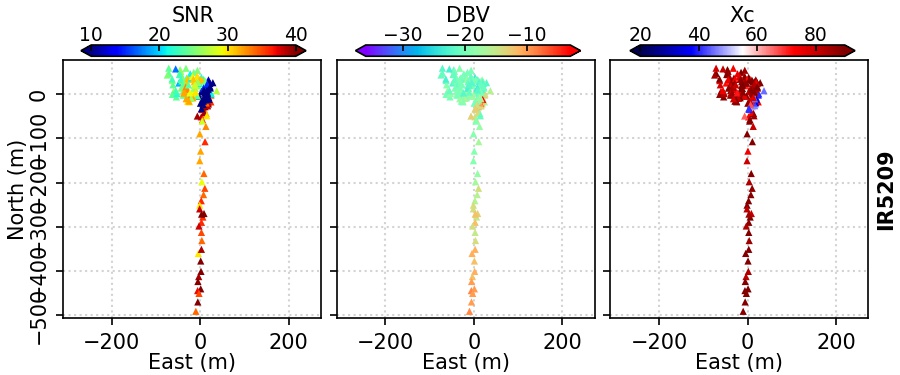 SNR DBV Xc
10 20 30 40 −30 −20 −10 20 40 60 80
North (m)
0
−100
−200
−300
−400
−500
−200 0 200 −200 0 200 −200 0 200
East (m) East (m) East (m)
IR5209